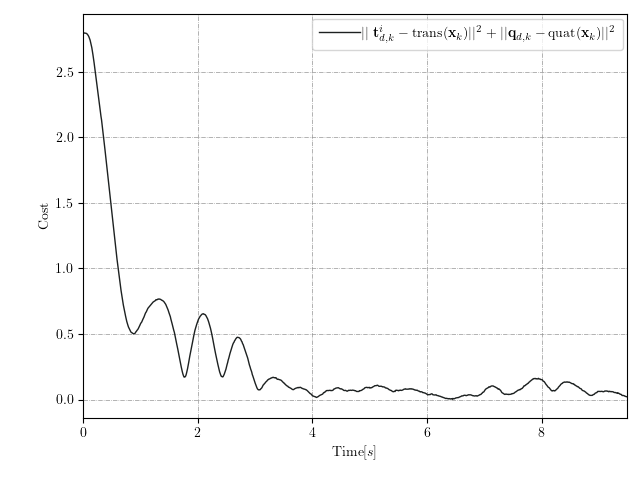 || t^i_{d,k} − trans(x_k)||^2 + ||q_{d,k} − quat(x_k)||^2
2.5
2.0
1.5
1.0
0.5
0.0
Cost
0 2 4 6 8
Time[s]